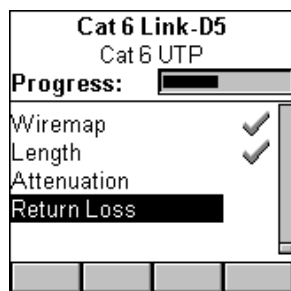 Cat 6 Link-D5
Cat 6 UTP
Progress:
Wiremap
Length
Attenuation
Return Loss